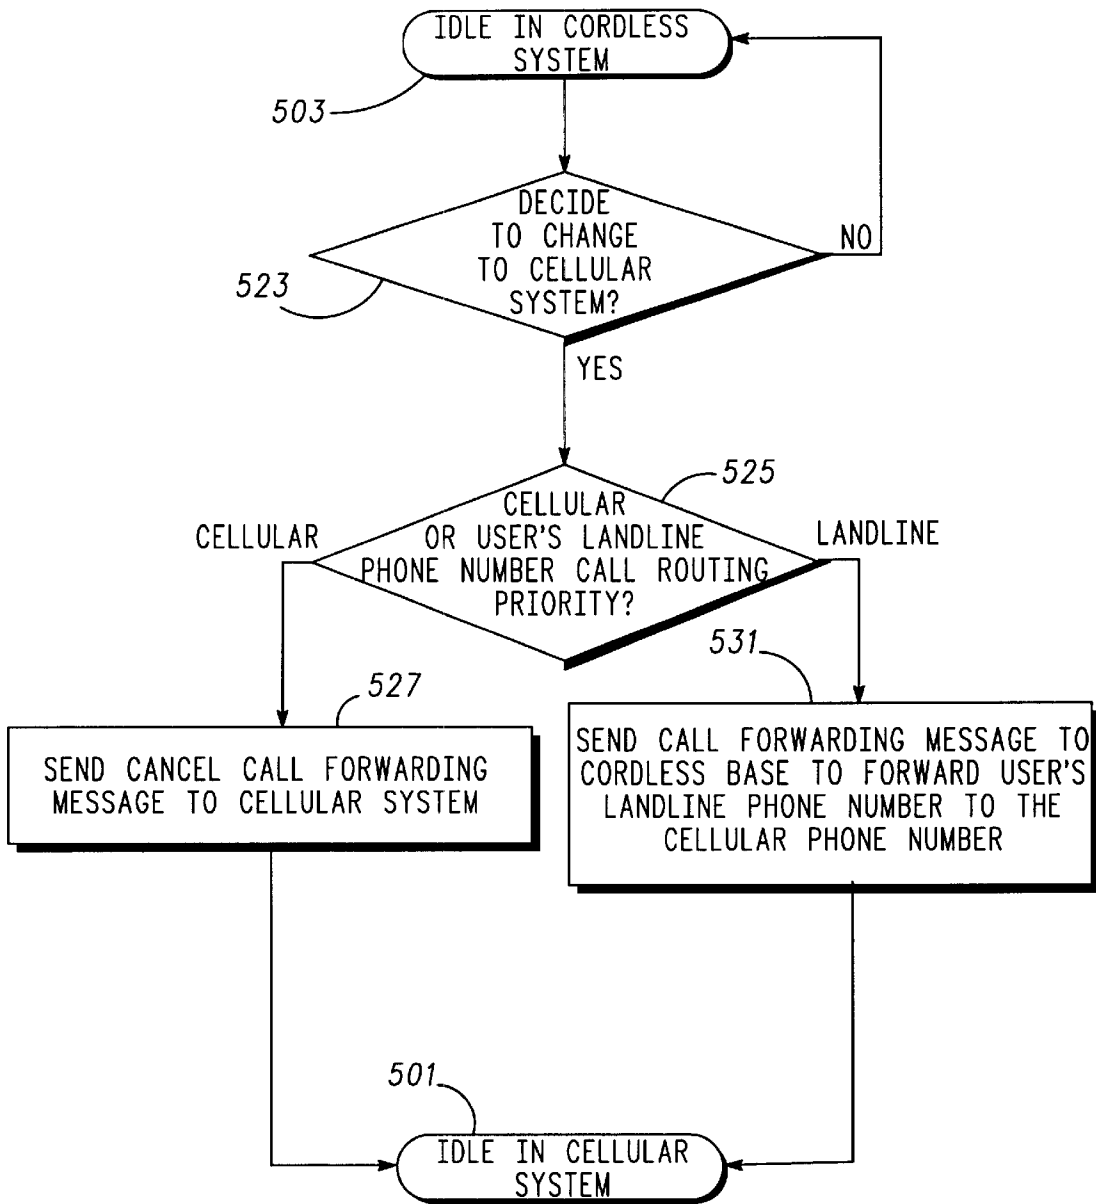 IDLE IN CORDLESS
SYSTEM
503
DECIDE
TO CHANGE
TO CELLULAR
SYSTEM?
NO
523
YES
525
CELLULAR
OR USER'S LANDLINE
PHONE NUMBER CALL ROUTING
PRIORITY?
CELLULAR
LANDLINE
527
531
SEND CANCEL CALL FORWARDING
MESSAGE TO CELLULAR SYSTEM
SEND CALL FORWARDING MESSAGE TO
CORDLESS BASE TO FORWARD USER'S
LANDLINE PHONE NUMBER TO THE
CELLULAR PHONE NUMBER
501
IDLE IN CELLULAR
SYSTEM